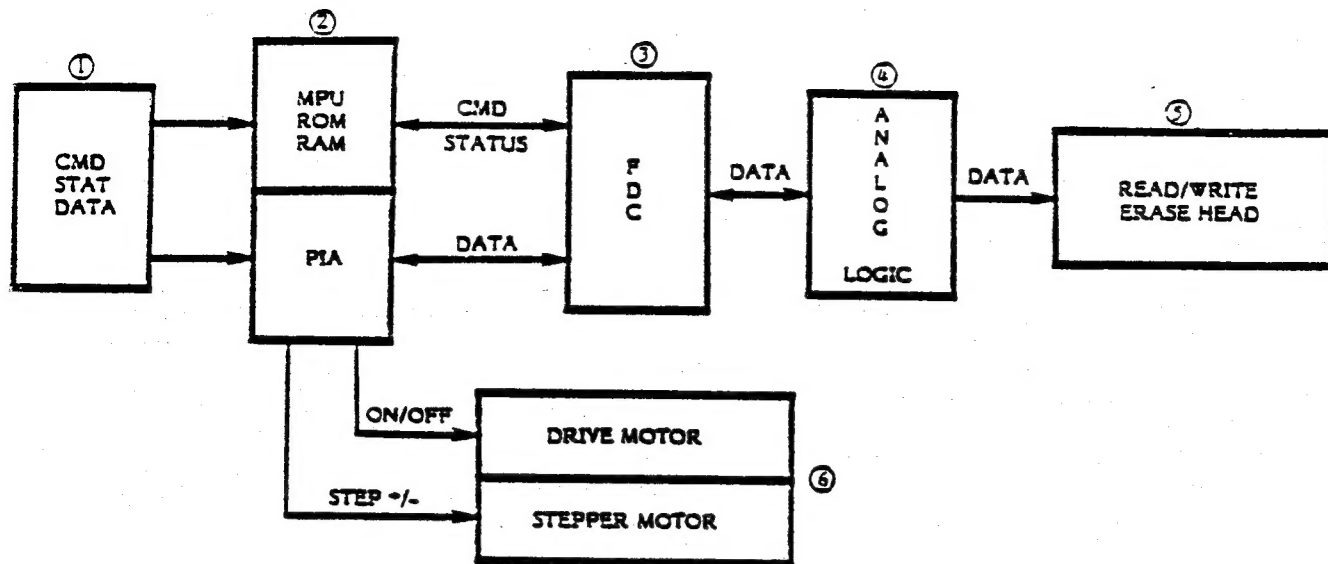 ①
CMD
STAT
DATA
②
MPU
ROM
RAM
PIA
CMD
STATUS
DATA
③
F
D
C
DATA
④
A
N
A
L
O
G
LOGIC
DATA
⑤
READ/WRITE
ERASE HEAD
ON/OFF
STEP +/-
DRIVE MOTOR
STEPPER MOTOR
⑥